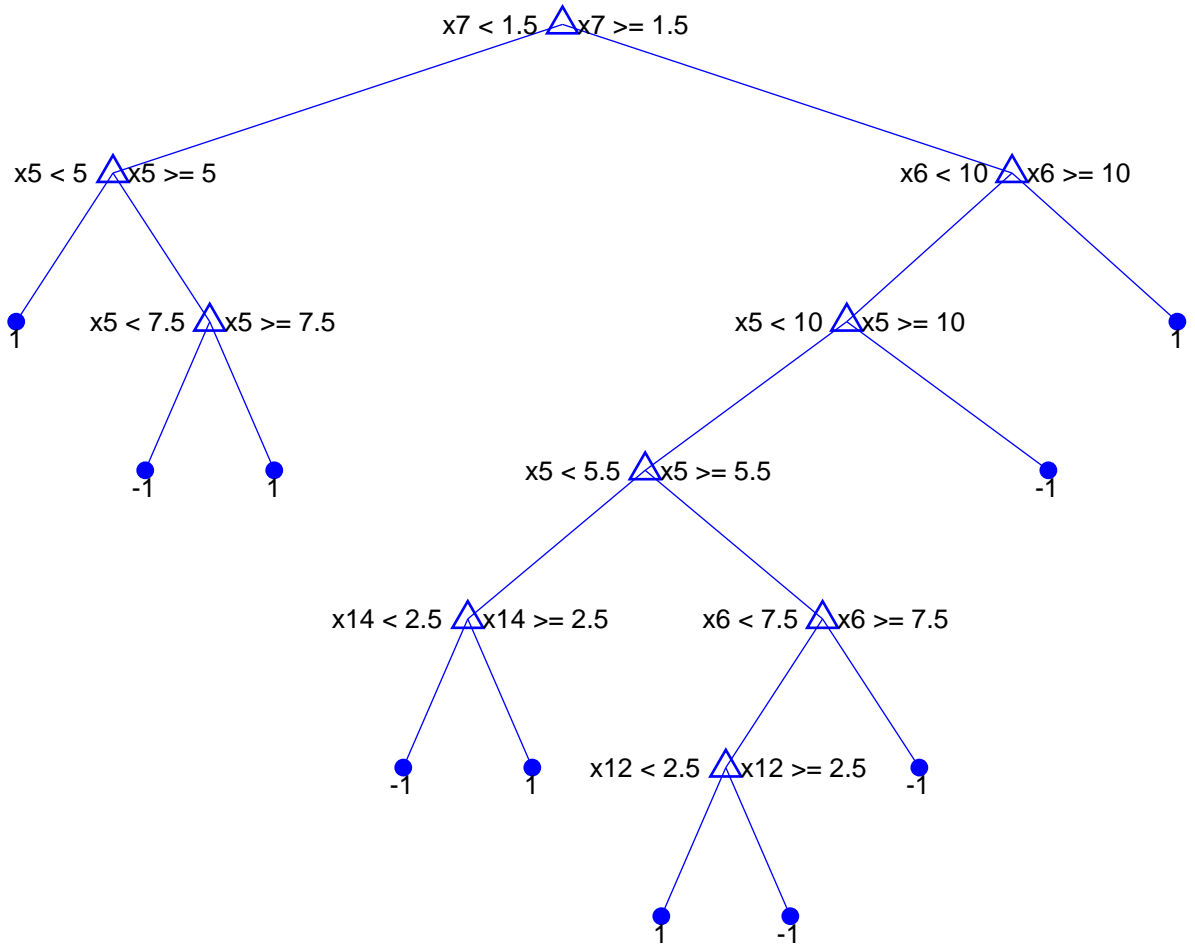 x7 < 1.5 x7 >= 1.5
x5 < 5 x5 >= 5 x6 < 10 x6 >= 10
1 x5 < 7.5 x5 >= 7.5 x5 < 10 x5 >= 10 1
-1 1 x5 < 5.5 x5 >= 5.5 -1
x14 < 2.5 x14 >= 2.5 x6 < 7.5 x6 >= 7.5
-1 1 x12 < 2.5 x12 >= 2.5 -1
1 -1